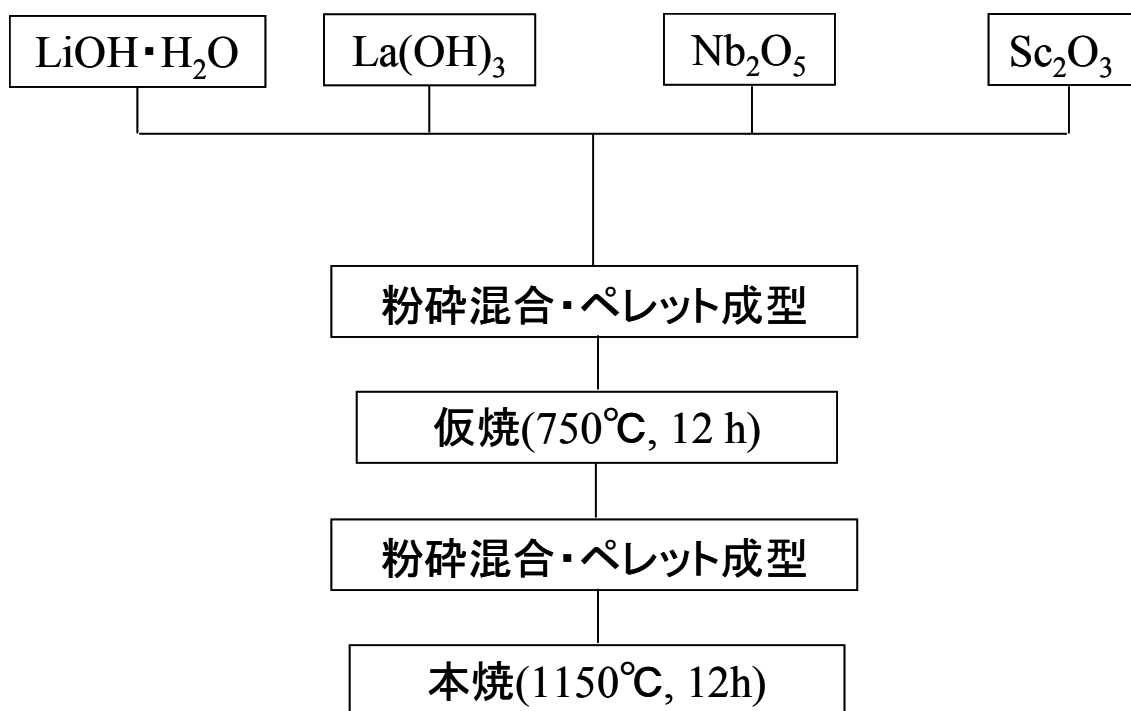 LiOH・H₂O
La(OH)₃
Nb₂O₅
Sc₂O₃
粉砕混合・ペレット成型
仮焼(750℃, 12 h)
粉砕混合・ペレット成型
本焼(1150℃, 12h)